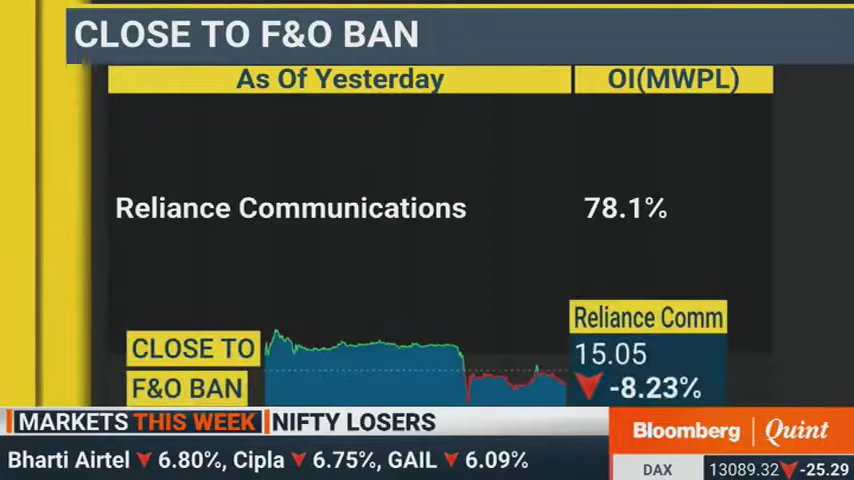 CLOSE TO F&O BAN
As Of Yesterday OI(MWPL)
Reliance Communications 78.1%
Reliance Comm
15.05
-8.23%
CLOSE TO
F&O BAN
MARKETS THIS WEEK NIFTY LOSERS
Bharti Airtel 6.80%, Cipla 6.75%, GAIL 6.09%
Bloomberg | Quint
DAX 13089.32 -25.29